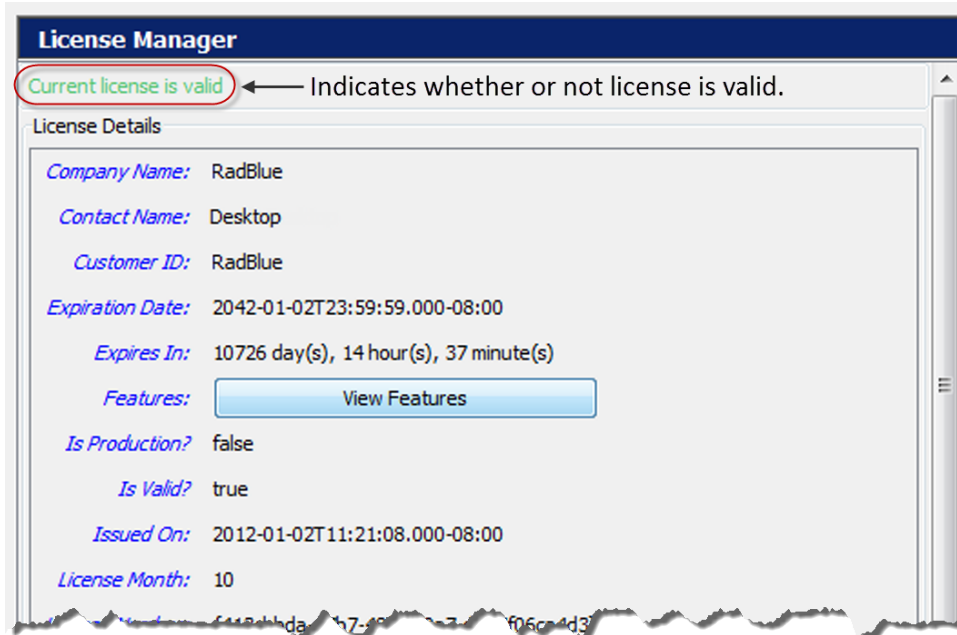 License Manager
Current license is valid
Indicates whether or not license is valid.
License Details
Company Name: RadBlue
Contact Name: Desktop
Customer ID: RadBlue
Expiration Date: 2042-01-02T23:59:59.000-08:00
Expires In: 10726 day(s), 14 hour(s), 37 minute(s)
Features: View Features
Is Production? false
Is Valid? true
Issued On: 2012-01-02T11:21:08.000-08:00
License Month: 10